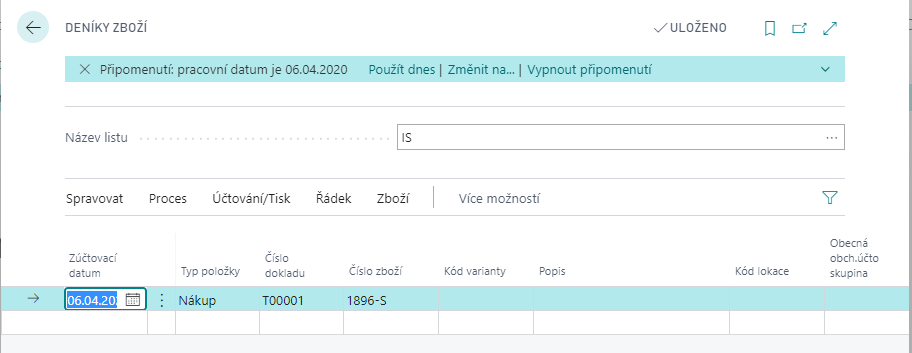 DENÍKY ZBOŽÍ
ULOŽENO
Připomenutí: pracovní datum je 06.04.2020 Použít dnes | Změnit na... | Vypnout připomenutí
Název listu IS ...
Spravovat Proces Účtování/Tisk Řádek Zboží Více možností
Zúčtovací datum Typ položky Číslo dokladu Číslo zboží Kód varianty Popis Kód lokace Obecná obch.účto skupina
06.04.20 Nákup T00001 1896-S